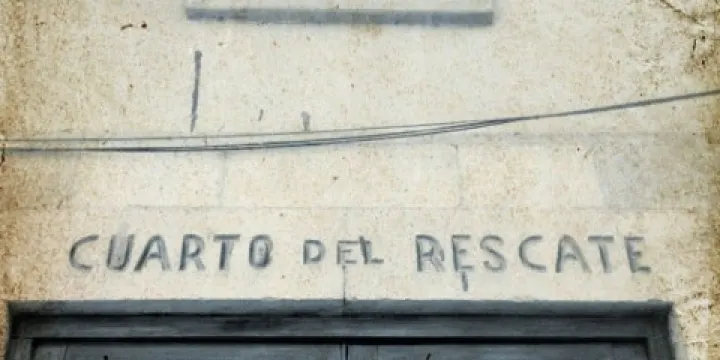 CUARTO DEL RESCATE